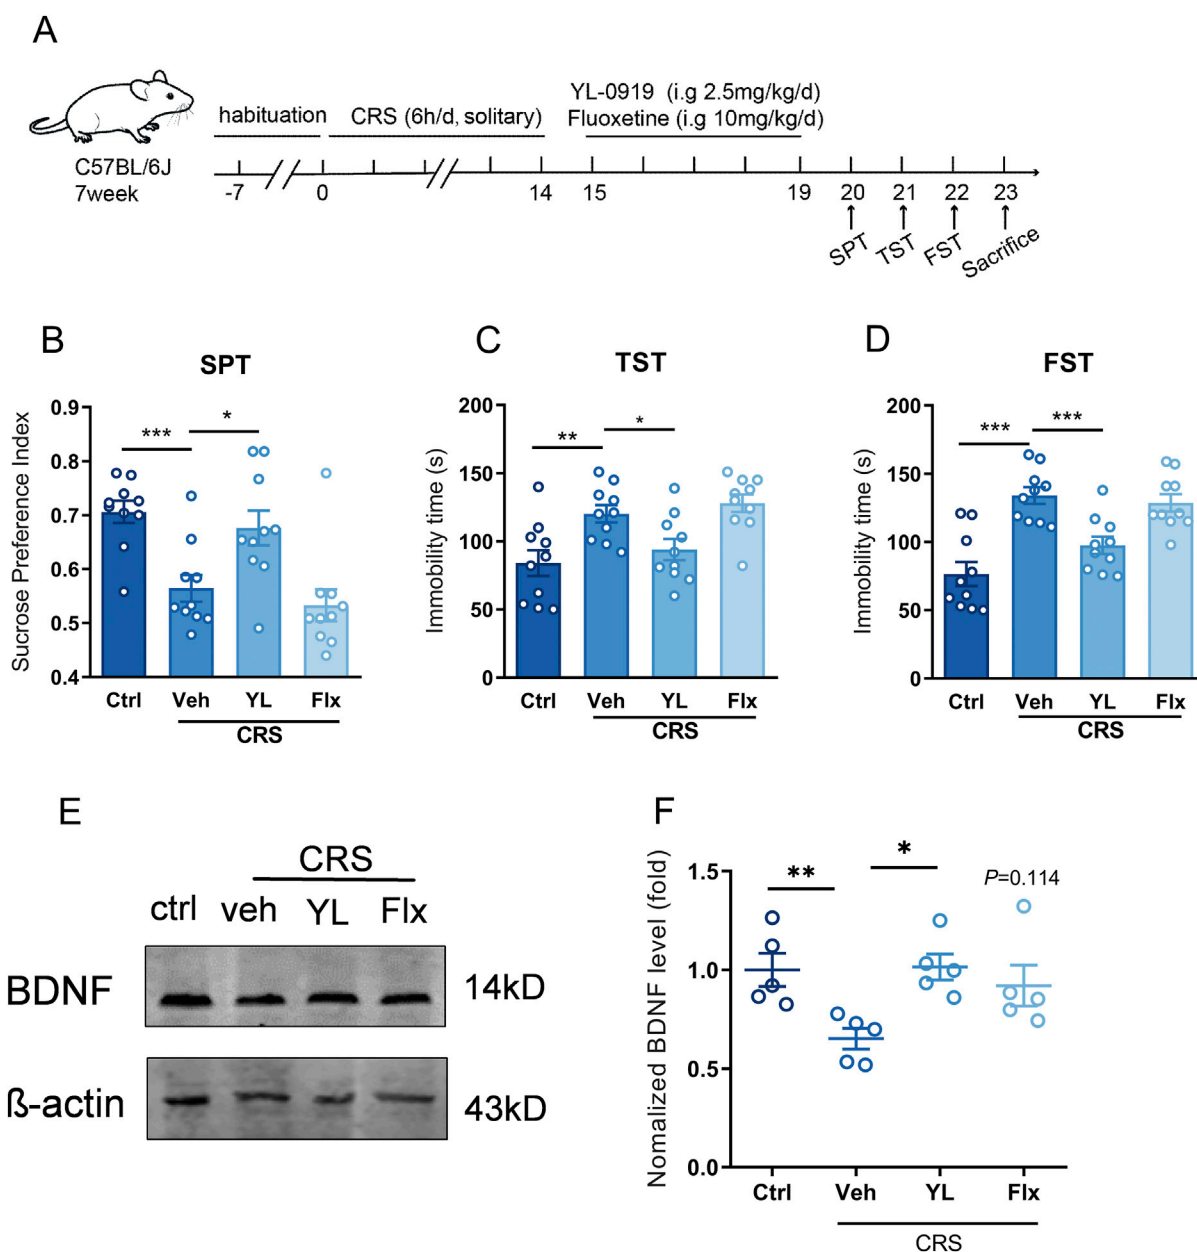 A
habituation
CRS (6h/d, solitary)
YL-0919 (i.g 2.5mg/kg/d)
Fluoxetine (i.g 10mg/kg/d)
C57BL/6J
7week
-7
0
14
15
19
20
21
22
23
SPT
TST
FST
Sacrifice
B
SPT
Sucrose Preference Index
0.9
0.8
0.7
0.6
0.5
0.4
***
*
Ctrl
Veh
YL
Flx
CRS
C
TST
Immobility time (s)
200
150
100
50
0
**
*
Ctrl
Veh
YL
Flx
CRS
D
FST
Immobility time (s)
200
150
100
50
0
***
***
Ctrl
Veh
YL
Flx
CRS
E
CRS
ctrl
veh
YL
Flx
BDNF
14kD
ß-actin
43kD
F
Nomalized BDNF level (fold)
1.5
1.0
0.5
0.0
**
*
P=0.114
Ctrl
Veh
YL
Flx
CRS